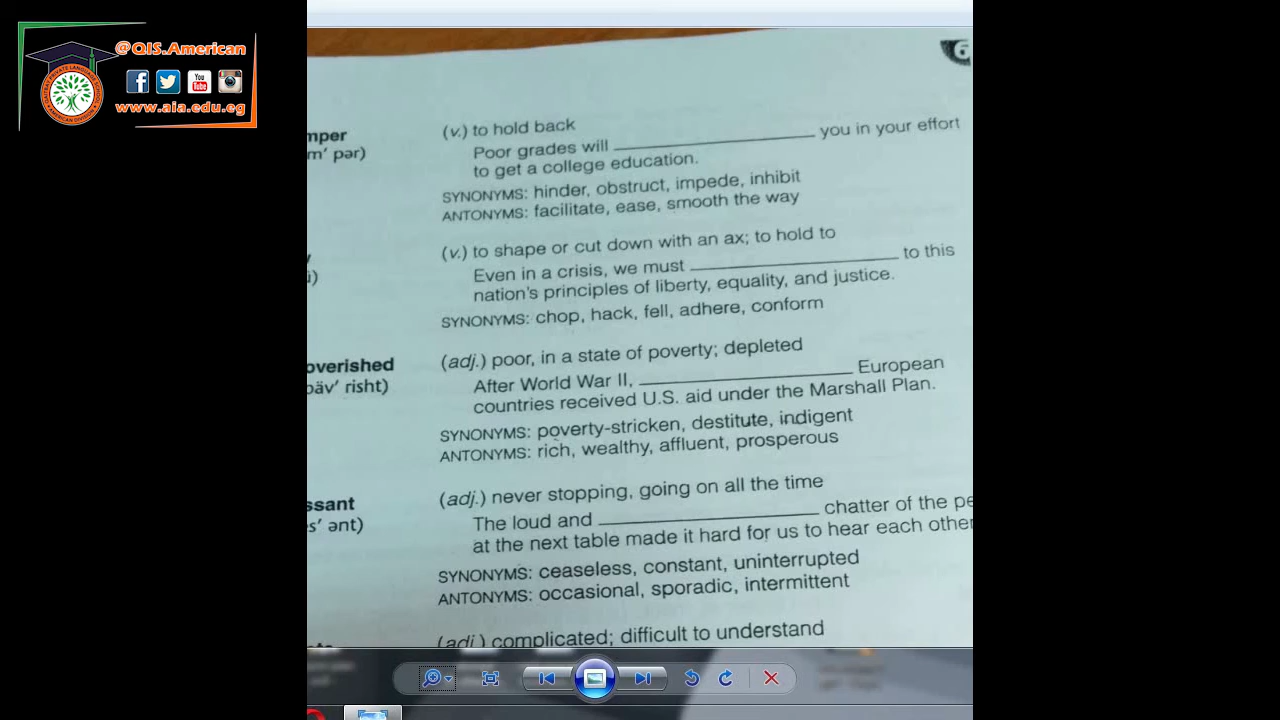 @QIS.American
www.aia.edu.eg
6
mper
(v.) to hold back
m' pər)
Poor grades will ____________ you in your effort
to get a college education.
SYNONYMS: hinder, obstruct, impede, inhibit
ANTONYMS: facilitate, ease, smooth the way
(v.) to shape or cut down with an ax; to hold to
Even in a crisis, we must ____________ to this
nation's principles of liberty, equality, and justice.
SYNONYMS: chop, hack, fell, adhere, conform
overished
(adj.) poor, in a state of poverty; depleted
päv' risht)
After World War II, ____________ European
countries received U.S. aid under the Marshall Plan.
SYNONYMS: poverty-stricken, destitute, indigent
ANTONYMS: rich, wealthy, affluent, prosperous
ssant
(adj.) never stopping, going on all the time
s' ənt)
The loud and ____________ chatter of the pe
at the next table made it hard for us to hear each other
SYNONYMS: ceaseless, constant, uninterrupted
ANTONYMS: occasional, sporadic, intermittent
(adj.) complicated; difficult to understand